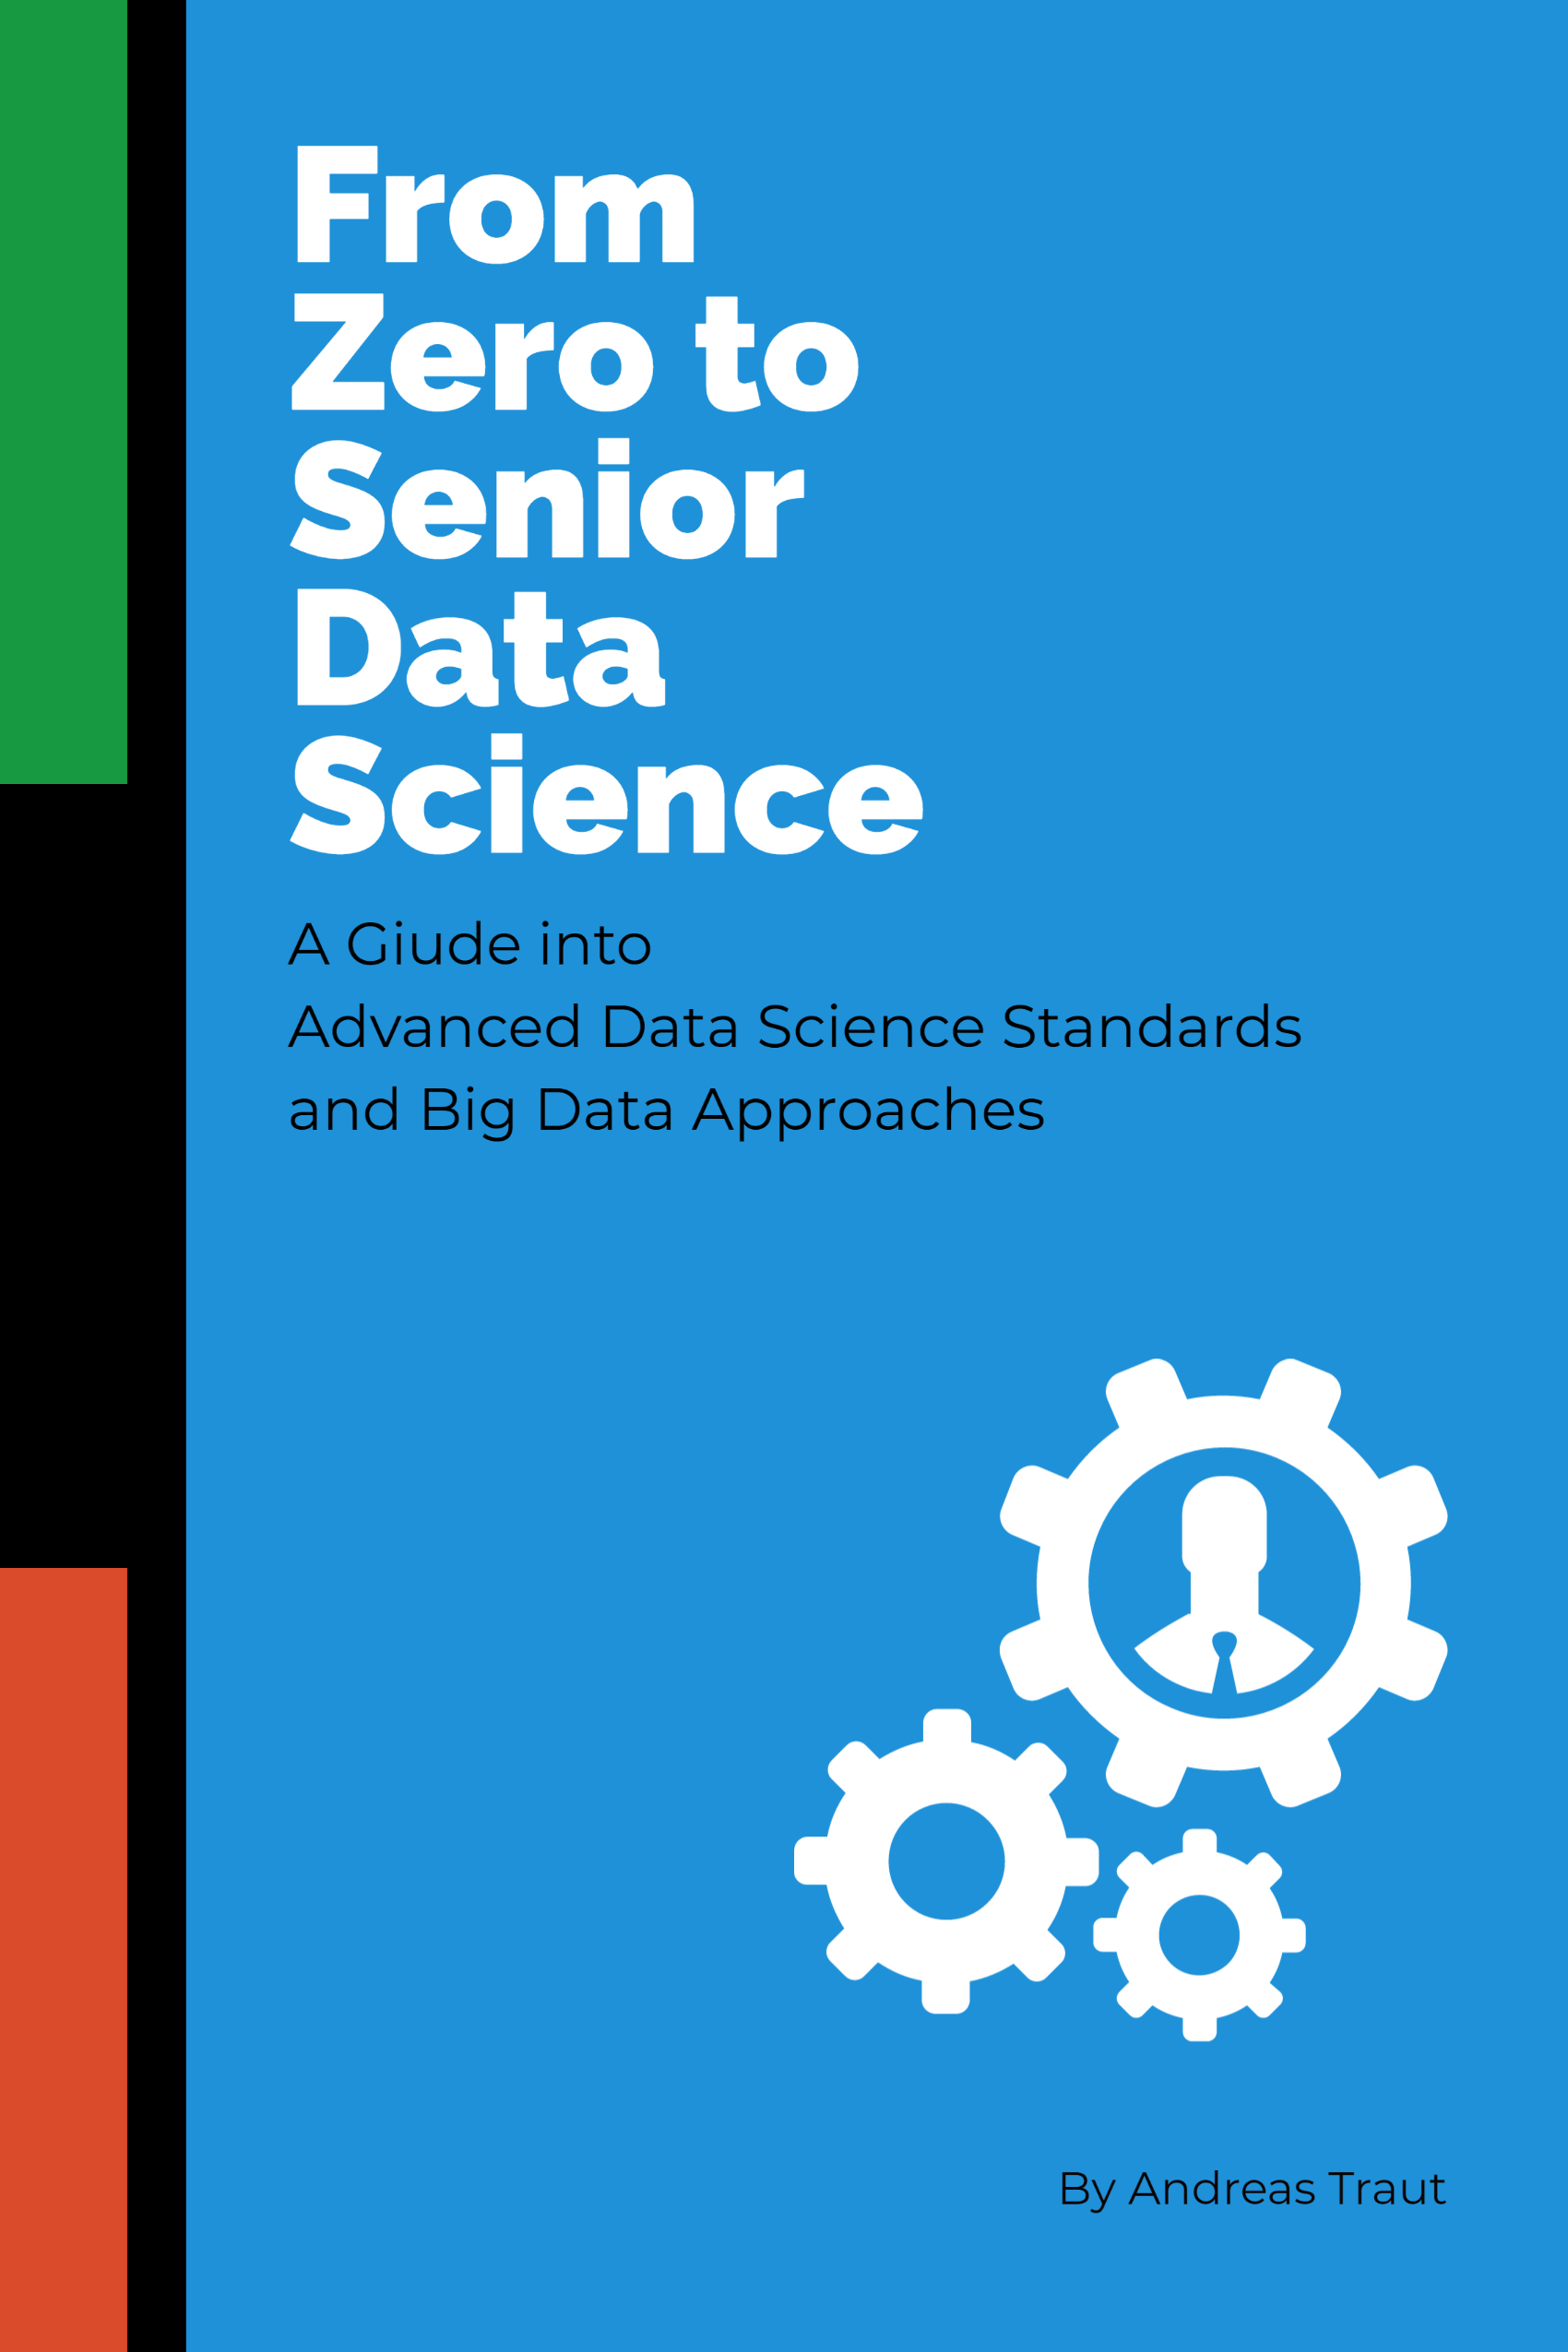 From
Zero to
Senior
Data
Science
A Giude into
Advanced Data Science Standards
and Big Data Approaches
By Andreas Traut